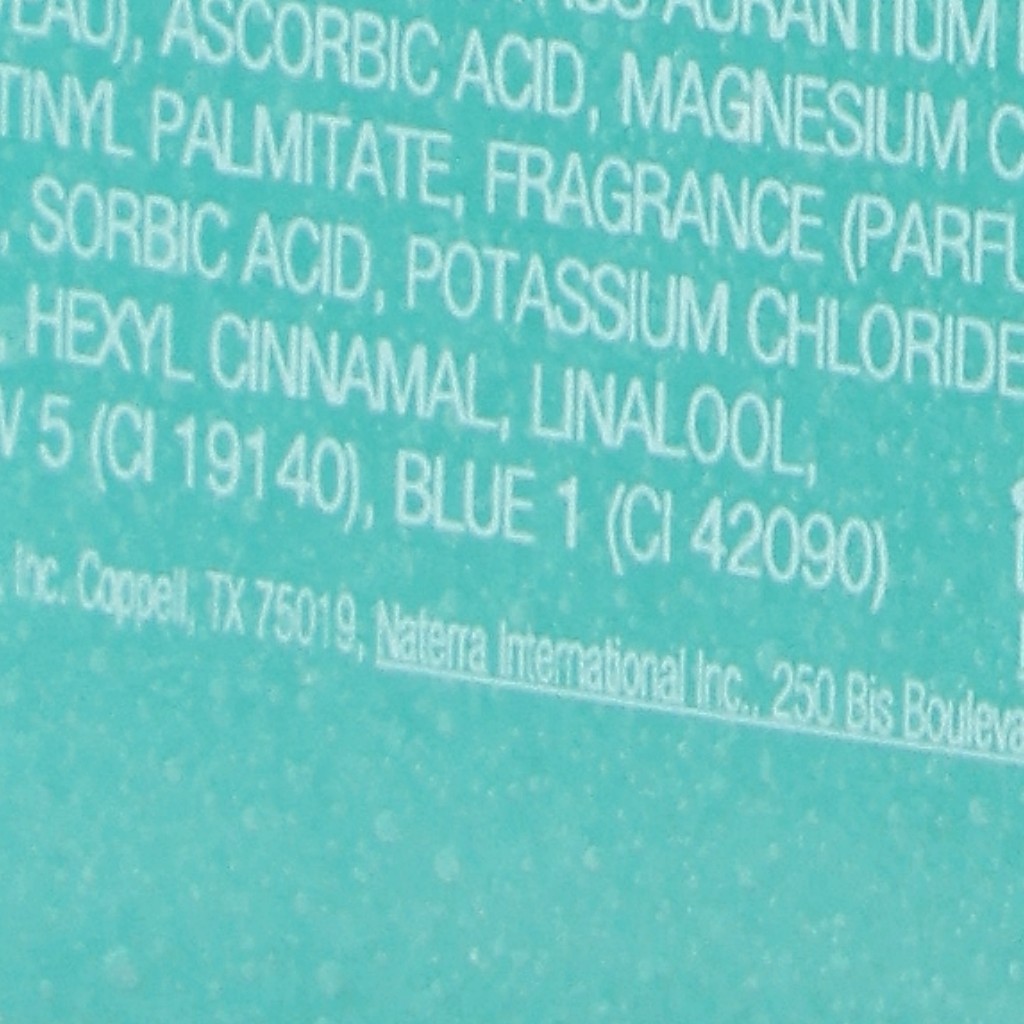 AURANTIUM
EAU), ASCORBIC ACID, MAGNESIUM C
TINYL PALMITATE, FRAGRANCE (PARFU
, SORBIC ACID, POTASSIUM CHLORIDE
, HEXYL CINNAMAL, LINALOOL,
W 5 (CI 19140), BLUE 1 (CI 42090)
, Inc. Coppell, TX 75019, Naterra International Inc., 250 Bis Bouleva